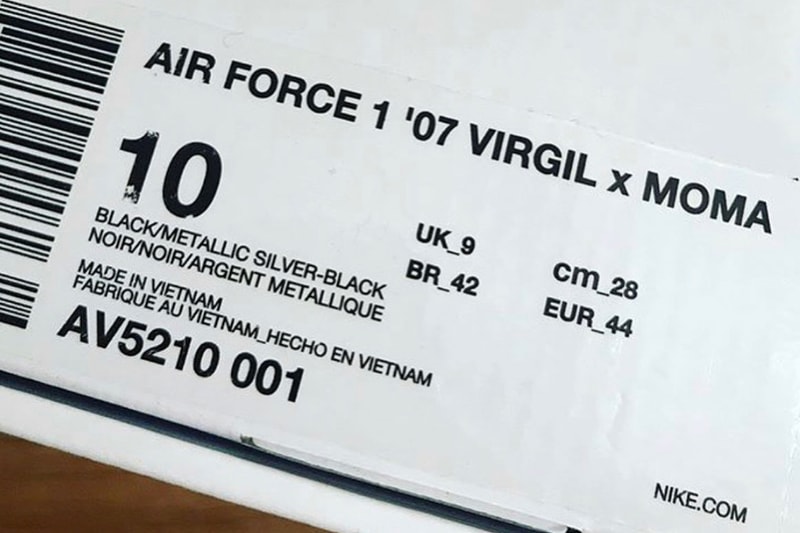 AIR FORCE 1 '07 VIRGIL x MOMA
10
BLACK/METALLIC SILVER-BLACK
NOIR/NOIR/ARGENT METALLIQUE
UK_9
BR_42
cm_28
EUR_44
MADE IN VIETNAM
FABRIQUE AU VIETNAM_HECHO EN VIETNAM
AV5210 001
NIKE.COM